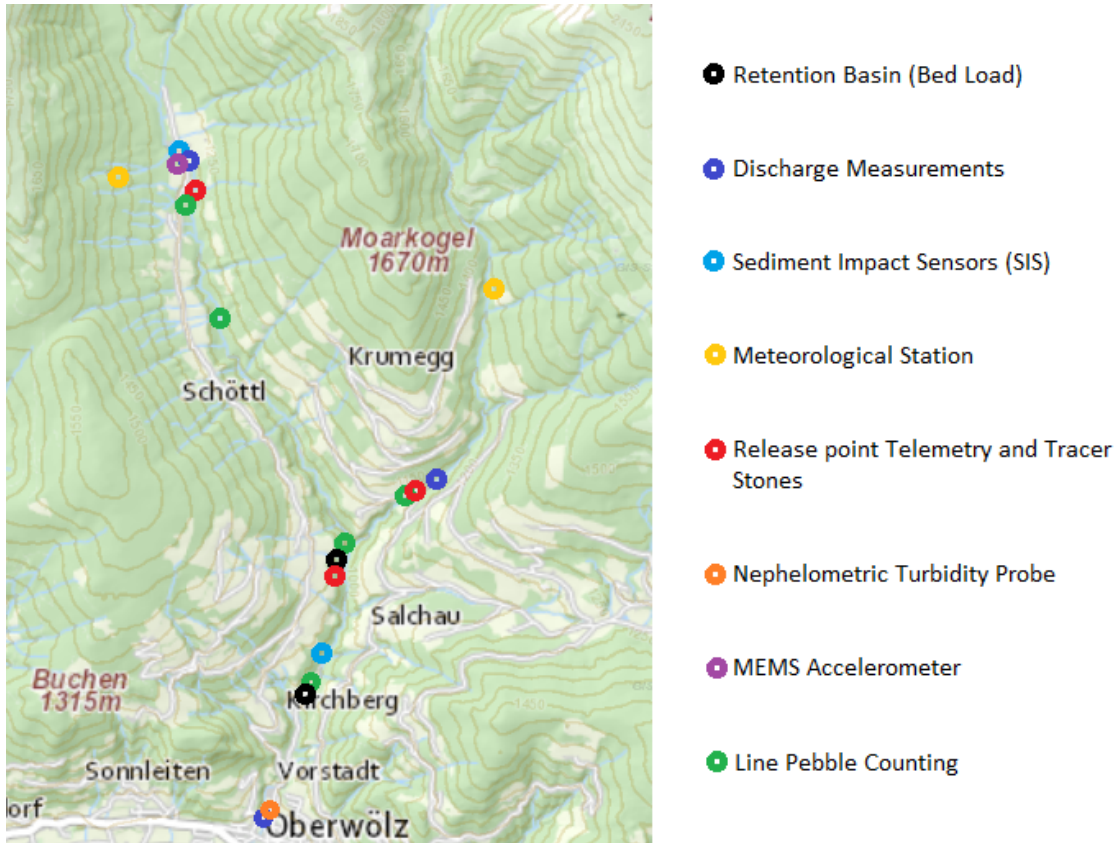 Moarkogel
1670m
Krumegg
Schöttl
Salchau
Buchen
1315m
Kirchberg
Sonnleiten
Vorstadt
orf
Oberwölz
1450
Retention Basin (Bed Load)
Discharge Measurements
Sediment Impact Sensors (SIS)
Meteorological Station
Release point Telemetry and Tracer
Stones
Nephelometric Turbidity Probe
MEMS Accelerometer
Line Pebble Counting